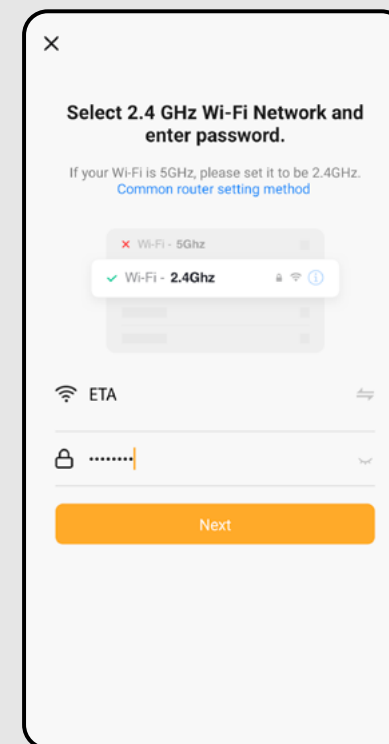 Select 2.4 GHz Wi-Fi Network and
enter password.
If your Wi-Fi is 5GHz, please set it to be 2.4GHz.
Common router setting method
Wi-Fi - 5Ghz
Wi-Fi - 2.4Ghz
ETA
••••••••
Next